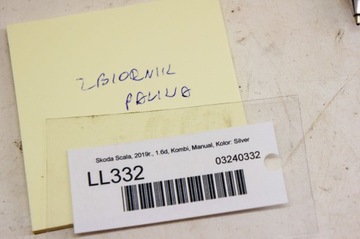 ZBIORNIK
PALIWA
Skoda Scala, 2019r., 1.6d, Kombi, Manual, Kolor: Silver
03240332
LL332